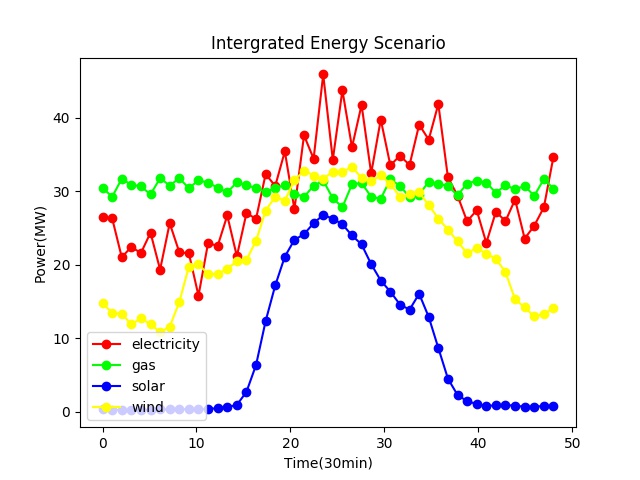 Intergrated Energy Scenario
Power(MW)
40
30
20
10
0
electricity
gas
solar
wind
0 10 20 30 40 50
Time(30min)